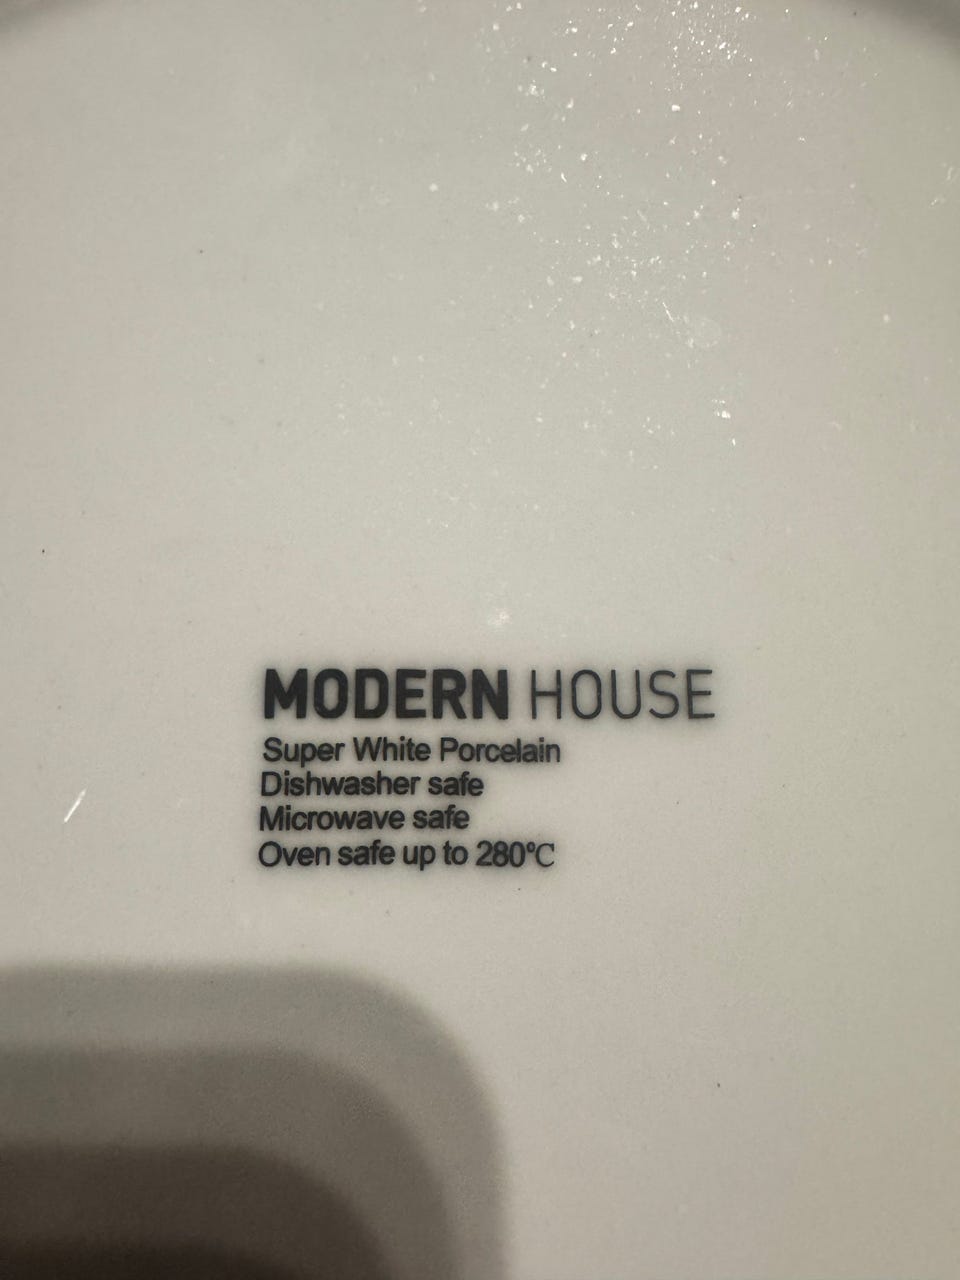 MODERN HOUSE
Super White Porcelain
Dishwasher safe
Microwave safe
Oven safe up to 280℃